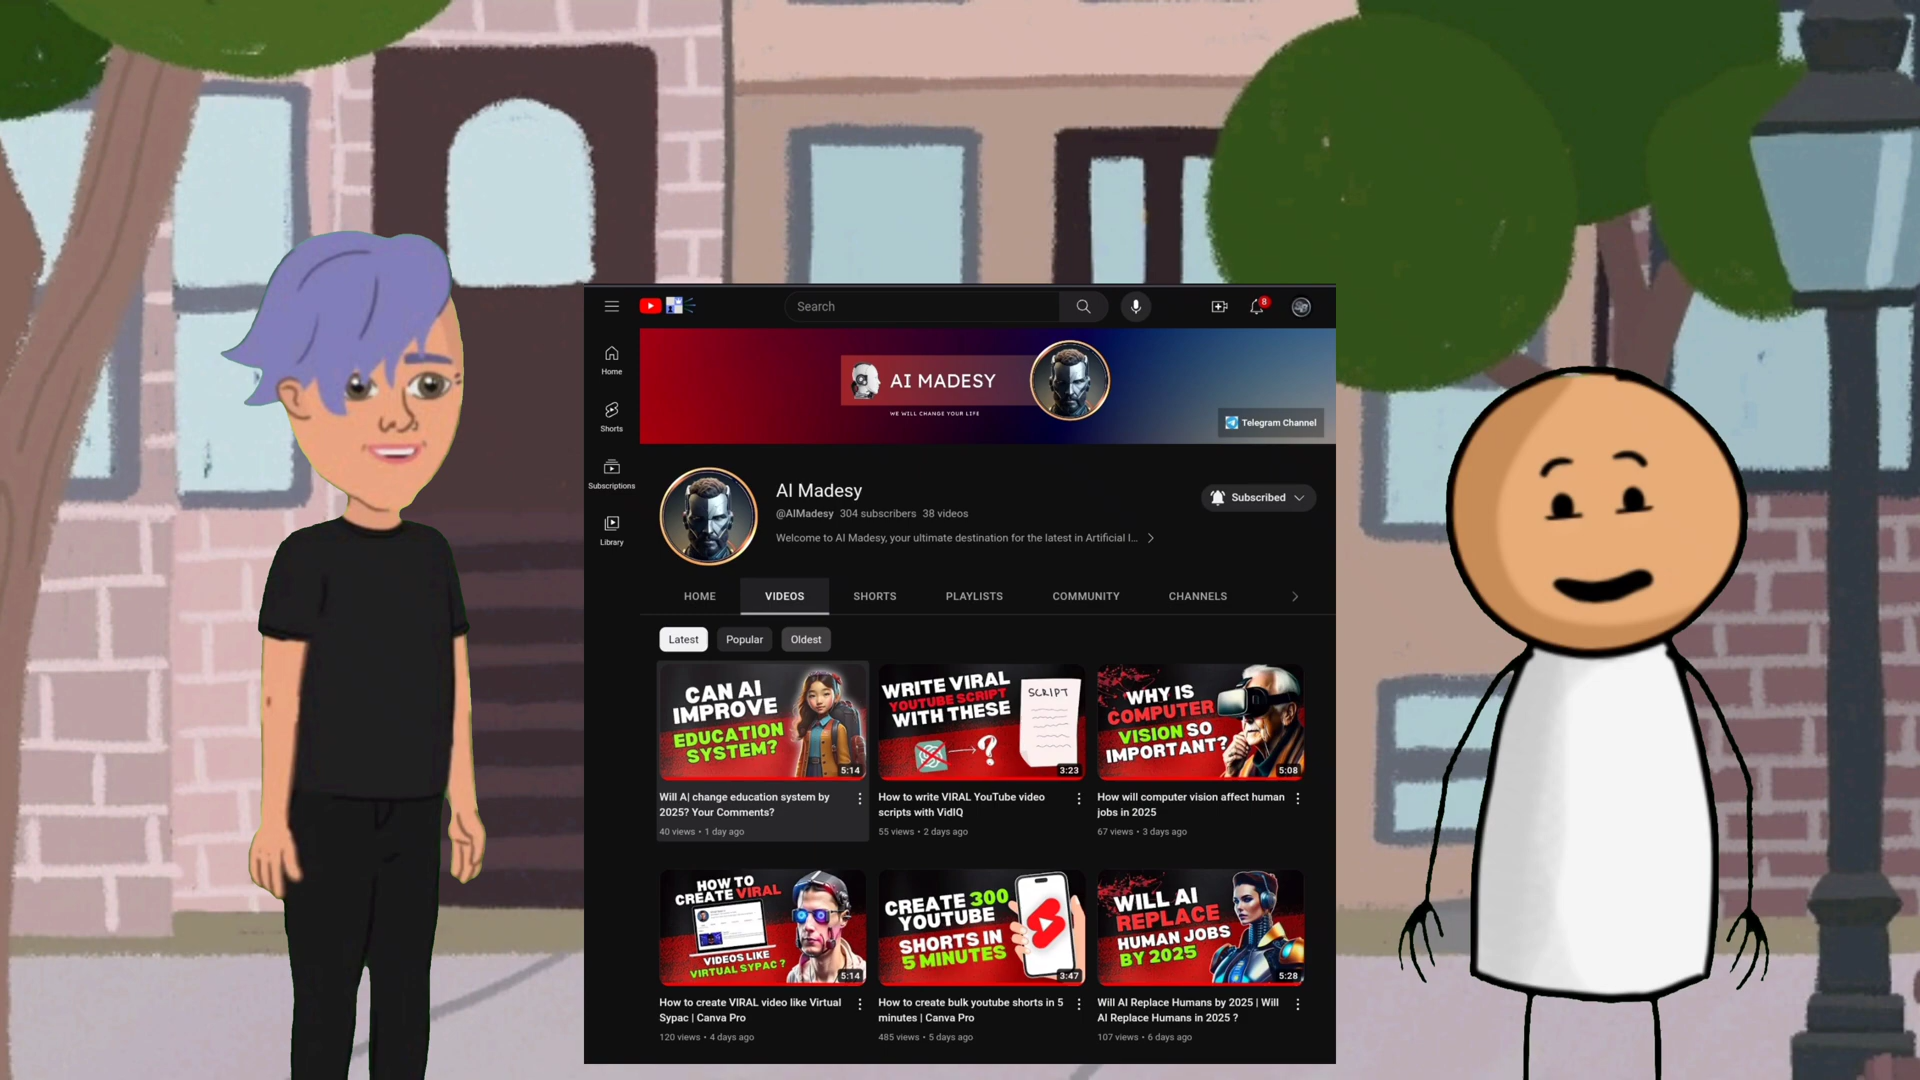 Search
8
Home
Shorts
Subscriptions
Library
AI MADESY
WE WILL CHANGE YOUR LIFE
Telegram Channel
AI Madesy
@AIMadesy 304 subscribers 38 videos
Welcome to AI Madesy, your ultimate destination for the latest in Artificial I...
Subscribed
HOME VIDEOS SHORTS PLAYLISTS COMMUNITY CHANNELS
Latest Popular Oldest
CAN AI
IMPROVE
EDUCATION
SYSTEM?
5:14
Will AI change education system by
2025? Your Comments?
40 views • 1 day ago
WRITE VIRAL
YOUTUBE SCRIPT
WITH THESE
SCRIPT
?
3:23
How to write VIRAL YouTube video
scripts with VidIQ
55 views • 2 days ago
WHY IS
COMPUTER
VISION SO
IMPORTANT?
5:08
How will computer vision affect human
jobs in 2025
67 views • 3 days ago
HOW TO
CREATE VIRAL
VIDEOS LIKE
VIRTUAL SYPAC ?
5:14
How to create VIRAL video like Virtual
Sypac | Canva Pro
120 views • 4 days ago
CREATE 300
YOUTUBE
SHORTS IN
5 MINUTES
3:47
How to create bulk youtube shorts in 5
minutes | Canva Pro
485 views • 5 days ago
WILL AI
REPLACE
HUMAN JOBS
BY 2025
5:28
Will AI Replace Humans by 2025 | Will
AI Replace Humans in 2025 ?
107 views • 6 days ago